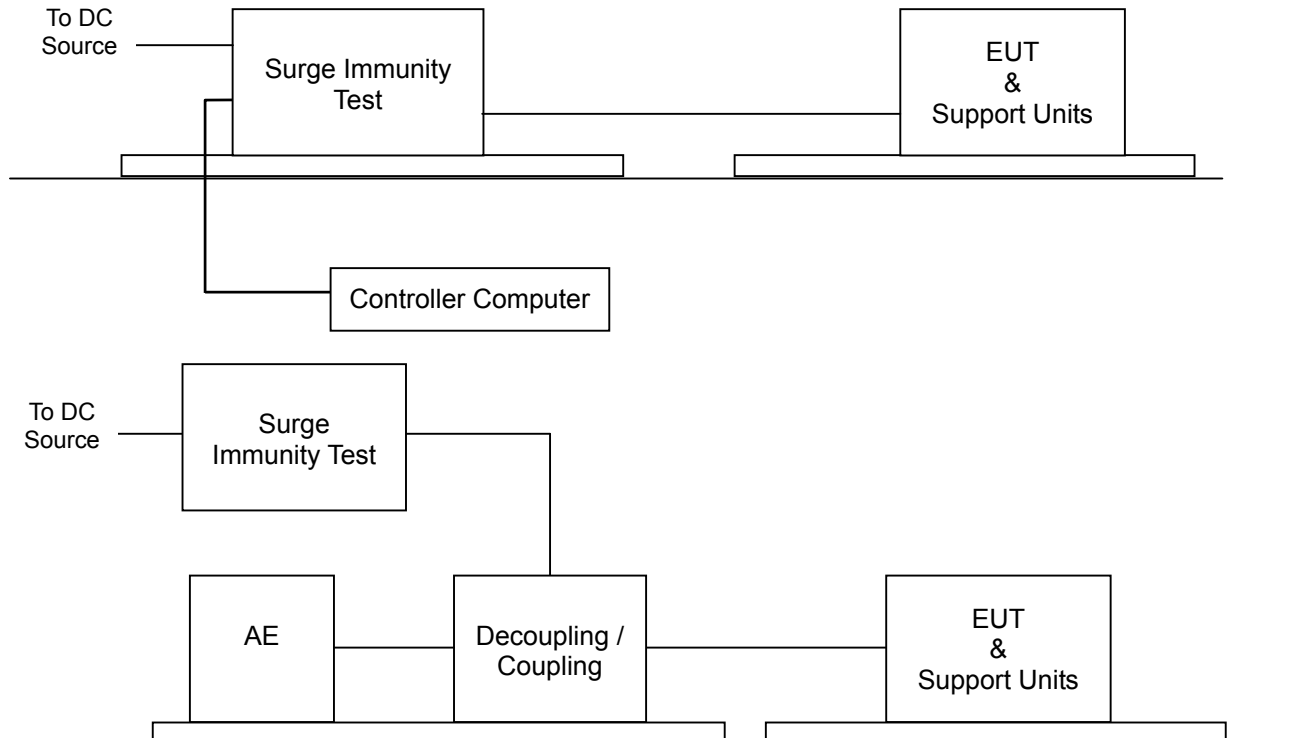 To DC
Source
Surge Immunity
Test
EUT
&
Support Units
Controller Computer
To DC
Source
Surge
Immunity Test
AE
Decoupling /
Coupling
EUT
&
Support Units